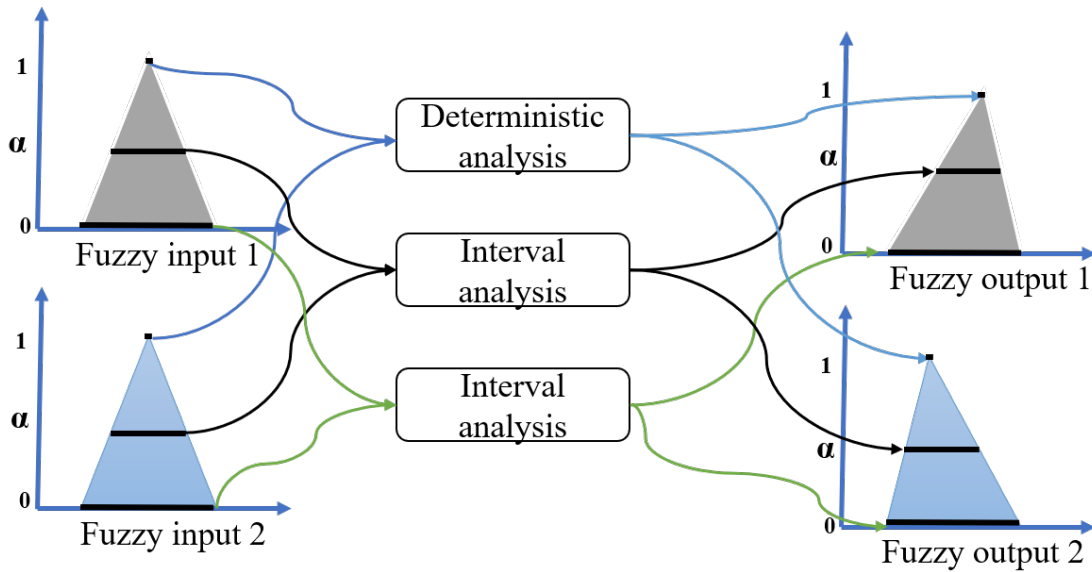 1
α
0
Fuzzy input 1
1
α
0
Fuzzy input 2
Deterministic
analysis
Interval
analysis
Interval
analysis
1
α
0
Fuzzy output 1
1
α
0
Fuzzy output 2